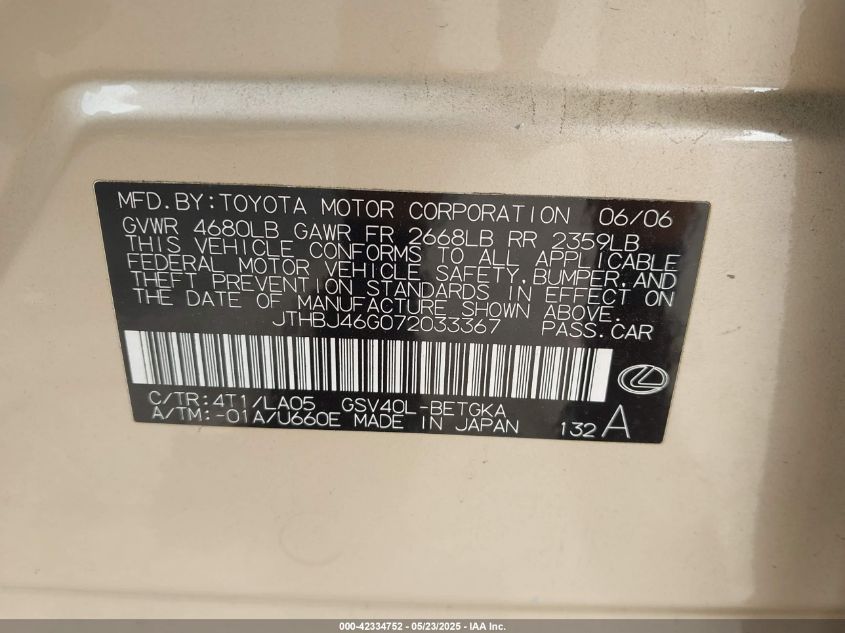 MFD.BY:TOYOTA MOTOR CORPORATION 06/06
GVWR 4680LB GAWR FR 2668LB RR 2359LB
THIS VEHICLE CONFORMS TO ALL APPLICABLE
FEDERAL MOTOR VEHICLE SAFETY,BUMPER,AND
THEFT PREVENTION STANDARDS IN EFFECT ON
THE DATE OF MANUFACTURE SHOWN ABOVE.
JTHBJ46G072033367 PASS.CAR
C/TR:4T1/LA05 GSV40L-BETGKA
A/TM:-01A/U660E MADE IN JAPAN 132 A
000-42334752 - 05/23/2025 - IAA Inc.